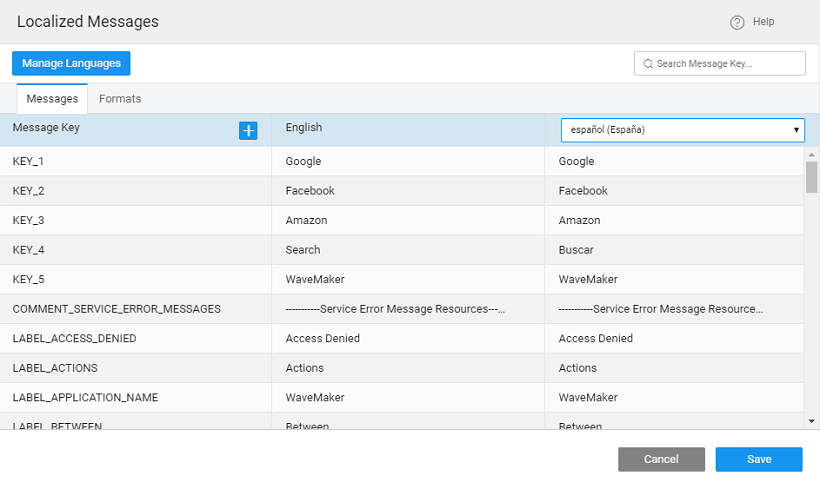 Localized Messages
Help
Manage Languages
Search Message Key...
Messages Formats
Message Key English español (España)
KEY_1 Google Google
KEY_2 Facebook Facebook
KEY_3 Amazon Amazon
KEY_4 Search Buscar
KEY_5 WaveMaker WaveMaker
COMMENT_SERVICE_ERROR_MESSAGES -----------Service Error Message Resources---... -----------Service Error Message Resource...
LABEL_ACCESS_DENIED Access Denied Access Denied
LABEL_ACTIONS Actions Actions
LABEL_APPLICATION_NAME WaveMaker WaveMaker
LABEL_BETWEEN Between Between
Cancel Save